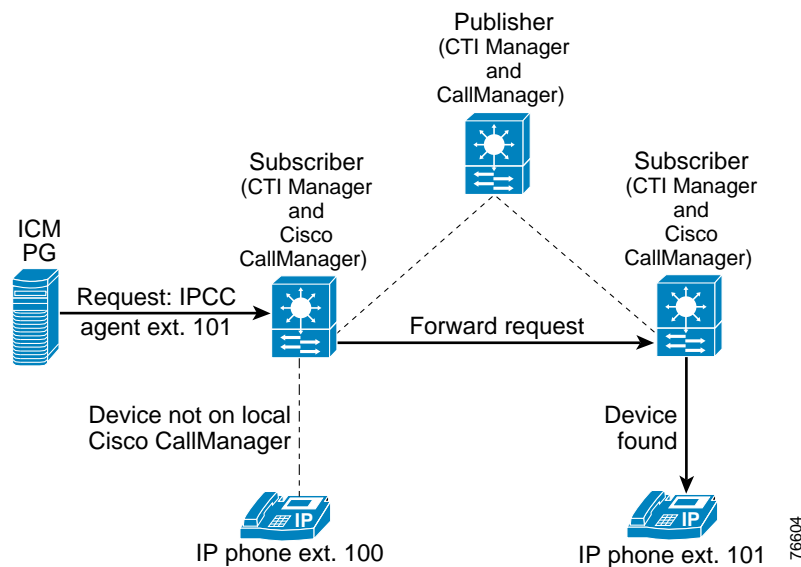 Publisher
(CTI Manager
and
CallManager)
Subscriber
(CTI Manager
and
Cisco
CallManager)
Subscriber
(CTI Manager
and
Cisco
CallManager)
ICM
PG
Request: IPCC
agent ext. 101
Forward request
Device not on local
Cisco CallManager
Device
found
IP
IP phone ext. 100
IP
IP phone ext. 101
76604